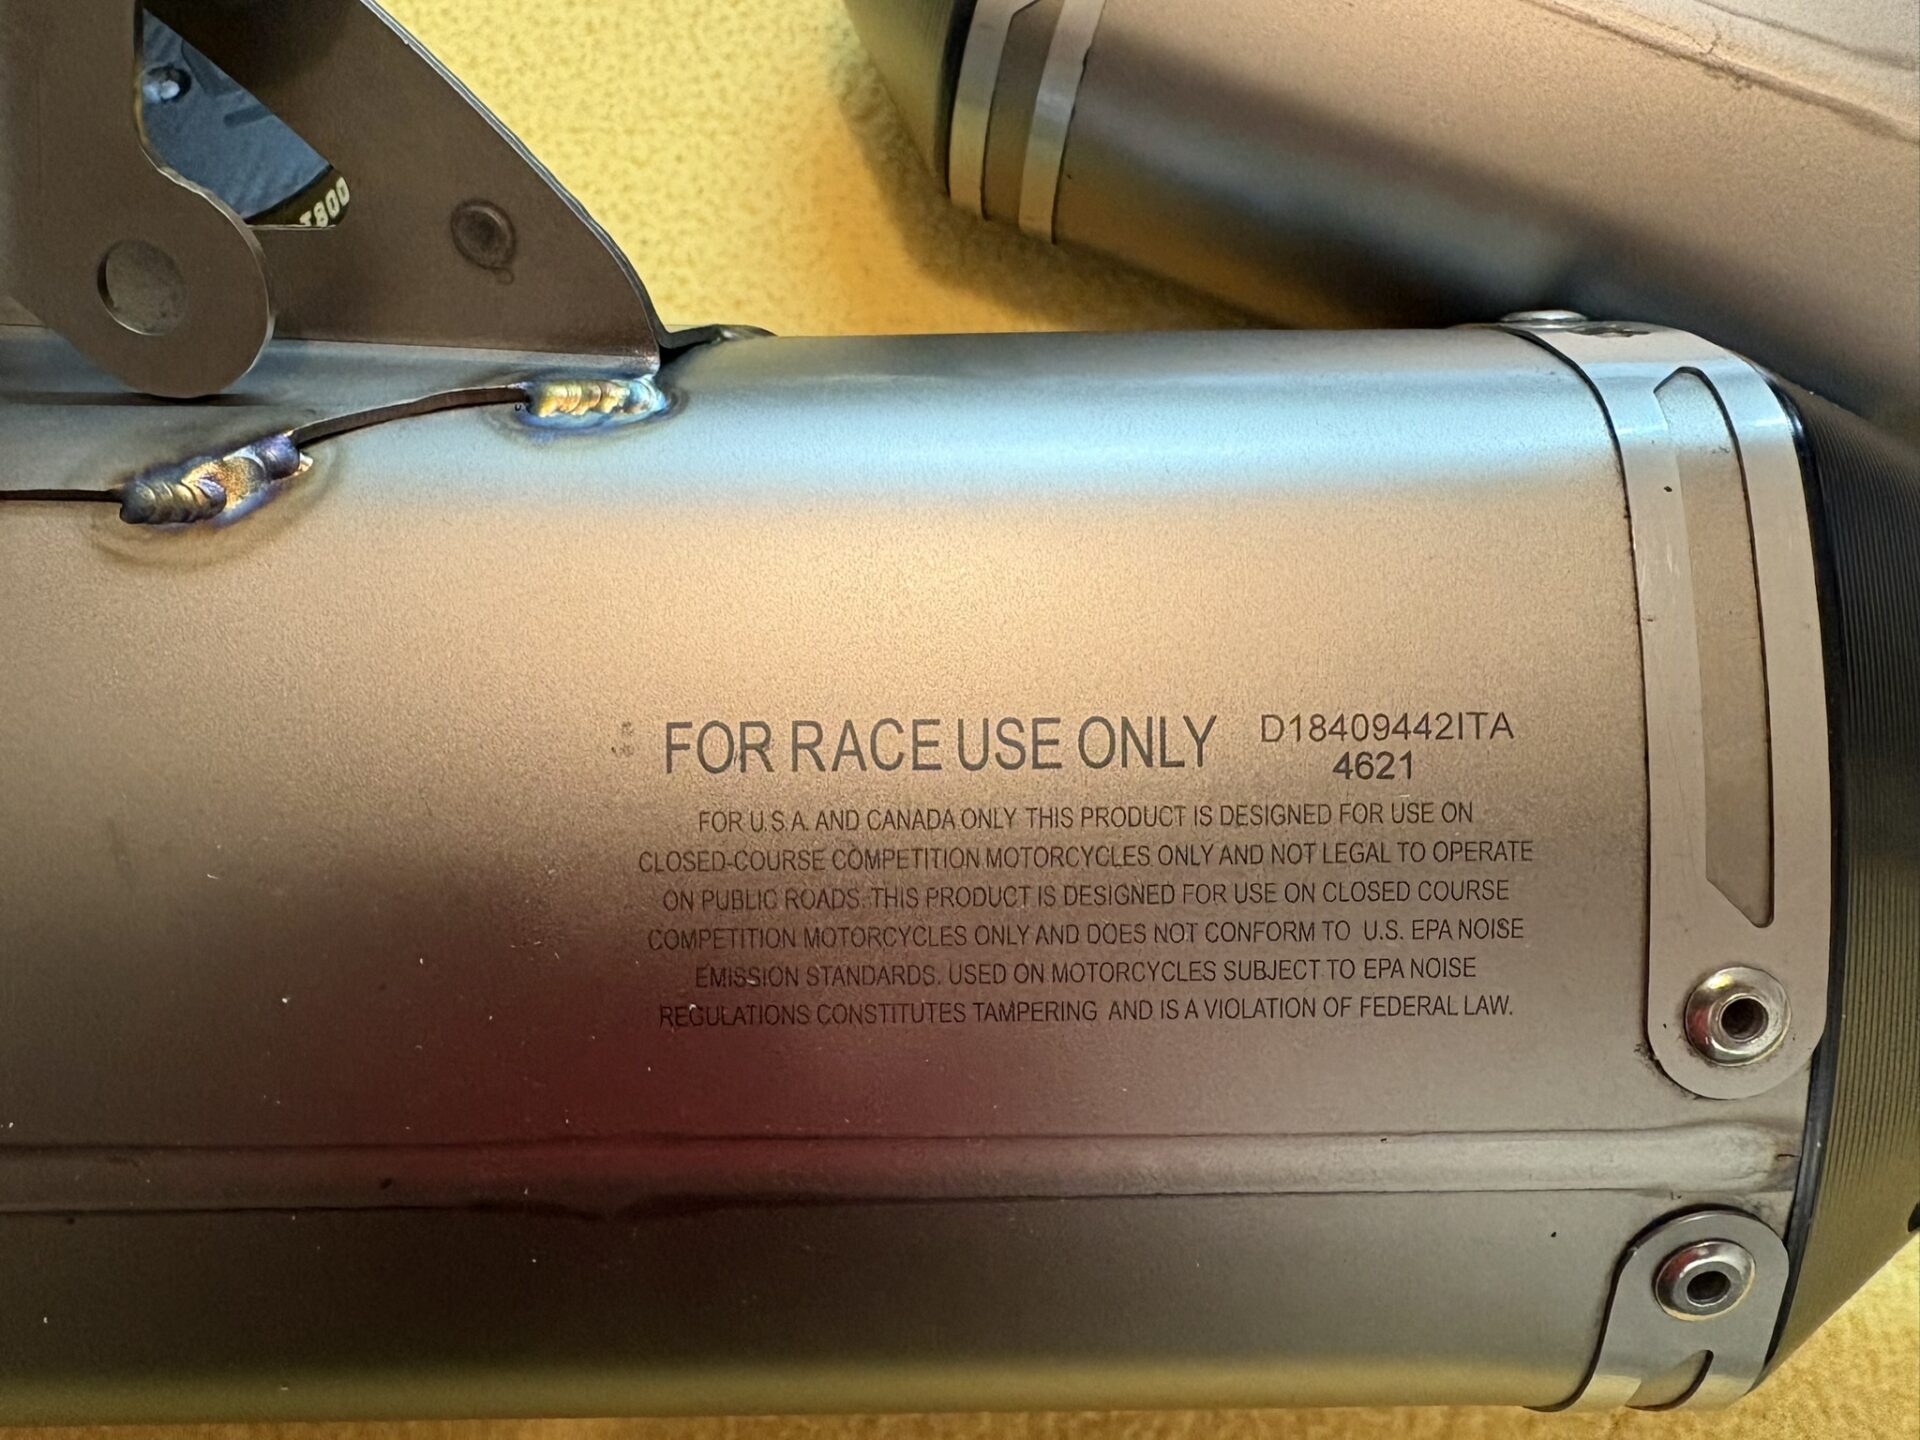 T800
FOR RACE USE ONLY D18409442ITA
4621
FOR U.S.A. AND CANADA ONLY THIS PRODUCT IS DESIGNED FOR USE ON
CLOSED-COURSE COMPETITION MOTORCYCLES ONLY AND NOT LEGAL TO OPERATE
ON PUBLIC ROADS. THIS PRODUCT IS DESIGNED FOR USE ON CLOSED COURSE
COMPETITION MOTORCYCLES ONLY AND DOES NOT CONFORM TO U.S. EPA NOISE
EMISSION STANDARDS. USED ON MOTORCYCLES SUBJECT TO EPA NOISE
REGULATIONS CONSTITUTES TAMPERING AND IS A VIOLATION OF FEDERAL LAW.